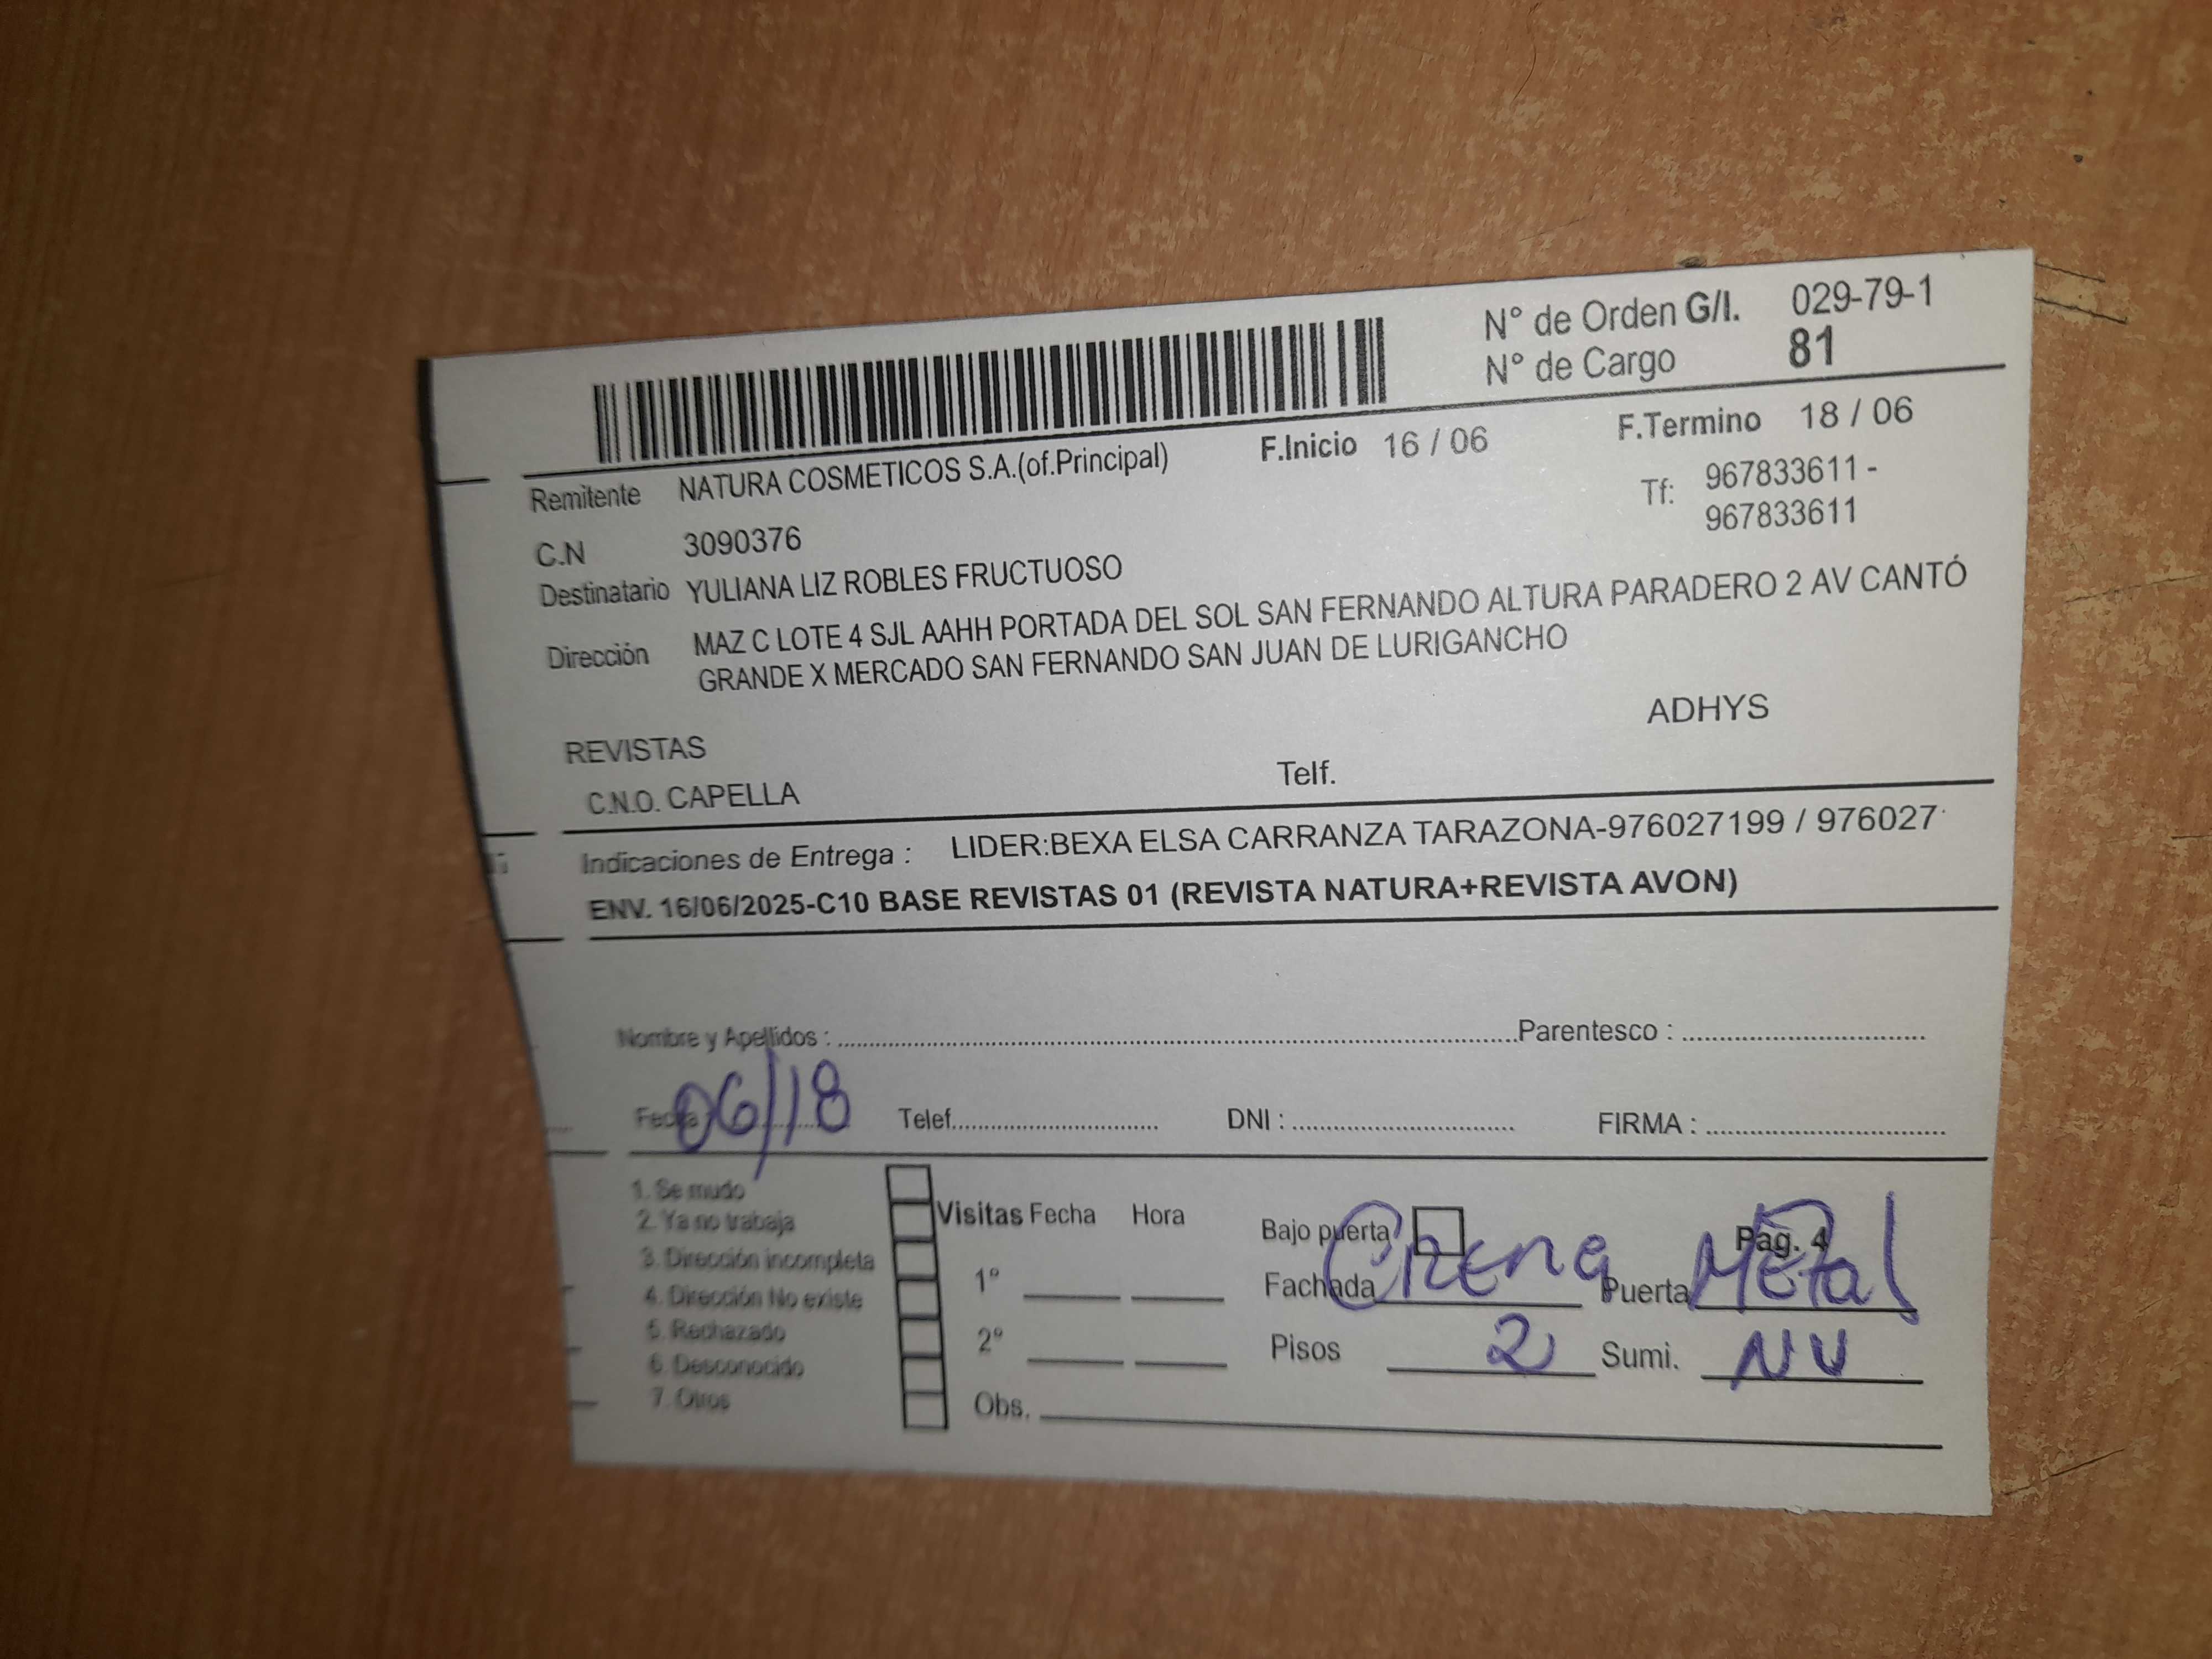 N° de Orden G/I. 029-79-1
N° de Cargo 81
F.Inicio 16 / 06 F.Termino 18 / 06
Remitente NATURA COSMETICOS S.A.(of.Principal)
Tf: 967833611 -
967833611
C.N 3090376
Destinatario YULIANA LIZ ROBLES FRUCTUOSO
Dirección MAZ C LOTE 4 SJL AAHH PORTADA DEL SOL SAN FERNANDO ALTURA PARADERO 2 AV CANTÓ
GRANDE X MERCADO SAN FERNANDO SAN JUAN DE LURIGANCHO
ADHYS
REVISTAS
C.N.O. CAPELLA Telf.
Indicaciones de Entrega : LIDER:BEXA ELSA CARRANZA TARAZONA-976027199 / 976027
ENV. 16/06/2025-C10 BASE REVISTAS 01 (REVISTA NATURA+REVISTA AVON)
Nombre y Apellidos : Parentesco :
Fecha 06/18 Telef. DNI : FIRMA :
1. Se mudo
2. Ya no trabaja
3. Dirección incompleta
4. Dirección No existe
5. Rechazado
6. Desconocido
7. Otros
Visitas Fecha Hora
1°
2°
Obs.
Bajo puerta Pag. 4
Fachada Crema Puerta Metal
Pisos 2 Sumi. NV